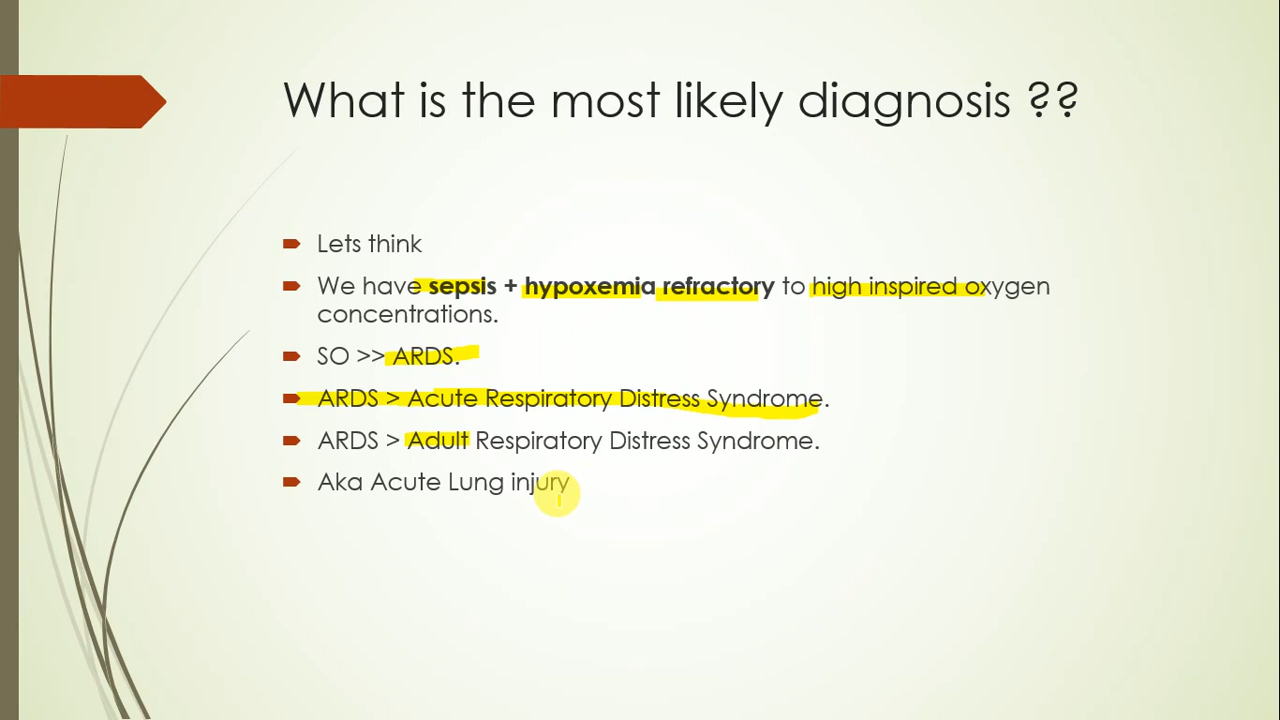 What is the most likely diagnosis ??
Lets think
We have sepsis + hypoxemia refractory to high inspired oxygen
concentrations.
SO >> ARDS.
ARDS > Acute Respiratory Distress Syndrome.
ARDS > Adult Respiratory Distress Syndrome.
Aka Acute Lung injury